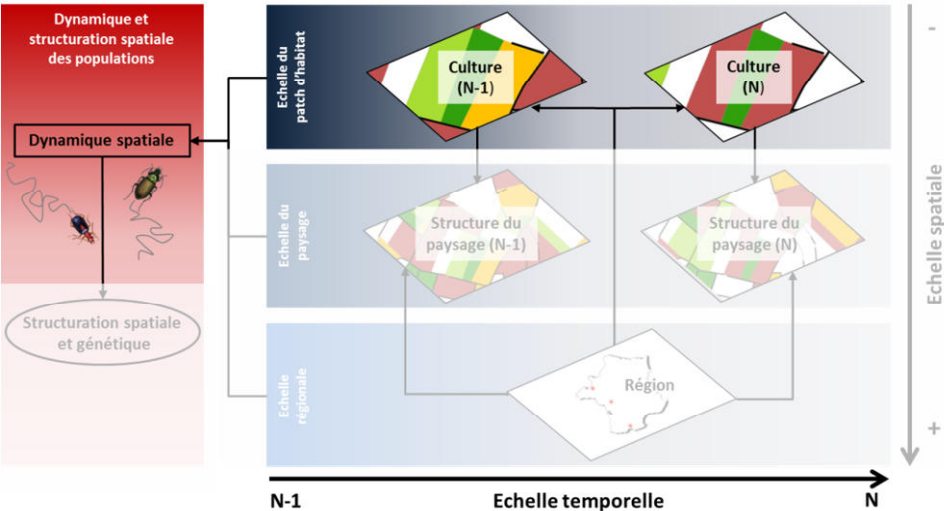 Dynamique et
structuration spatiale
des populations
Dynamique spatiale
Structuration spatiale
et génétique
Echelle du
patch d'habitat
Culture
(N-1)
Culture
(N)
Echelle du
paysage
Structure du
paysage (N-1)
Structure du
paysage (N)
Echelle
régionale
Région
-
Echelle spatiale
+
N-1
Echelle temporelle
N